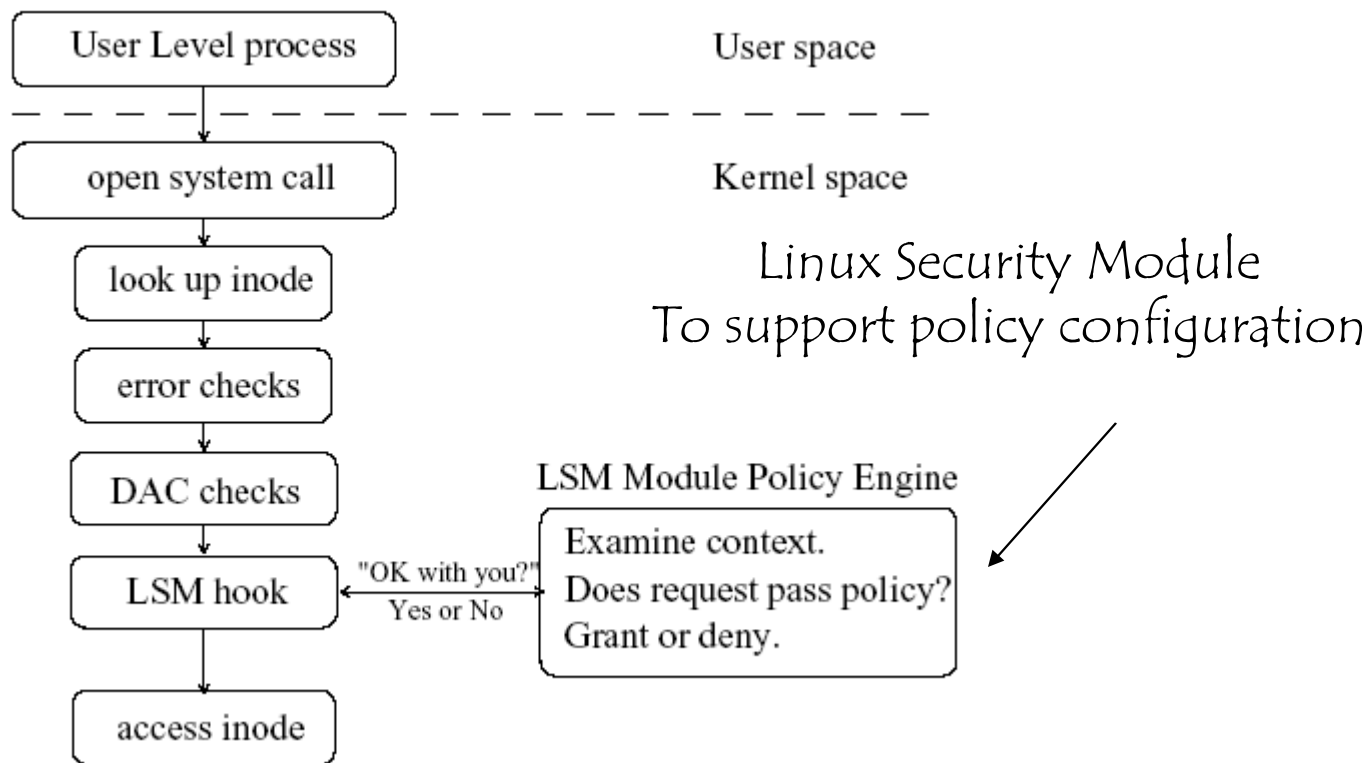 User Level process
User space
open system call
Kernel space
look up inode
Linux Security Module
To support policy configuration
error checks
DAC checks
LSM Module Policy Engine
Examine context.
LSM hook
"OK with you?"
Yes or No
Does request pass policy?
Grant or deny.
access inode